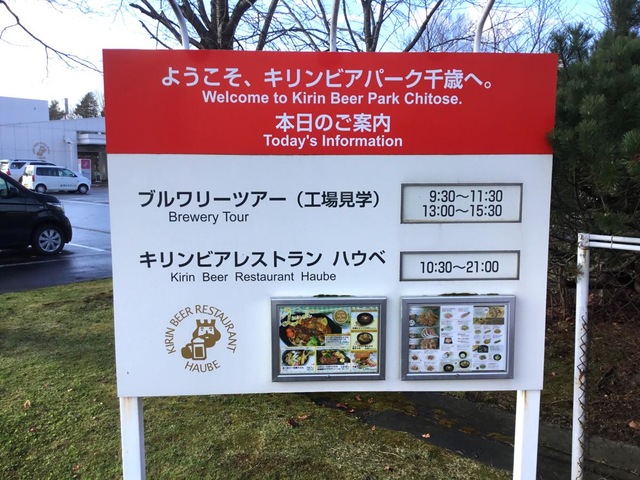 ようこそ、キリンビアパーク千歳へ。
Welcome to Kirin Beer Park Chitose.
本日のご案内
Today's Information
ブルワリーツアー（工場見学）
Brewery Tour
9:30～11:30
13:00～15:30
キリンビアレストラン ハウベ
Kirin Beer Restaurant Haube
10:30～21:00
KIRIN BEER RESTAURANT
HAUBE